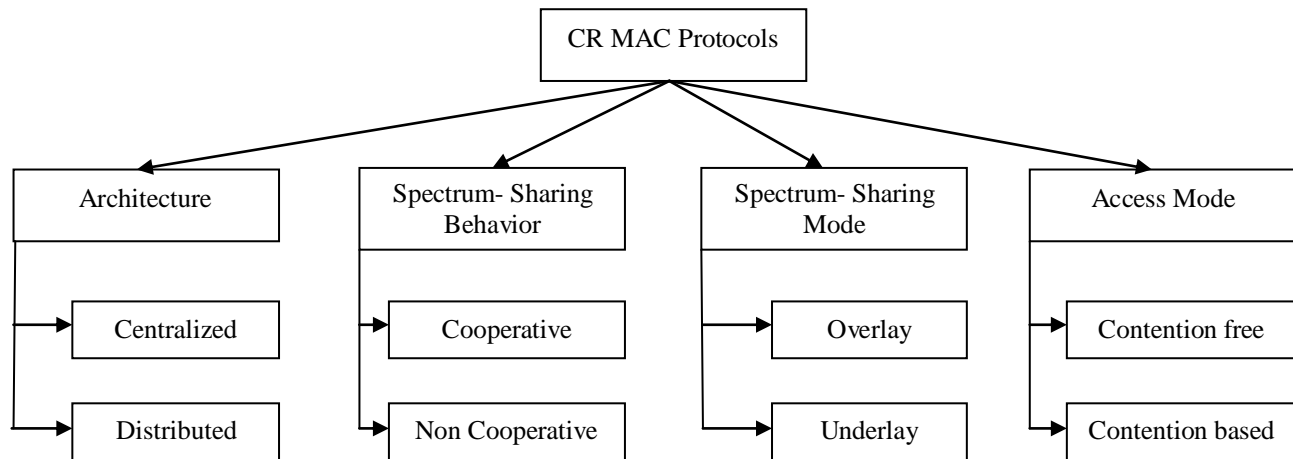 CR MAC Protocols
Architecture
Spectrum- Sharing
Behavior
Spectrum- Sharing
Mode
Access Mode
Centralized
Cooperative
Overlay
Contention free
Distributed
Non Cooperative
Underlay
Contention based